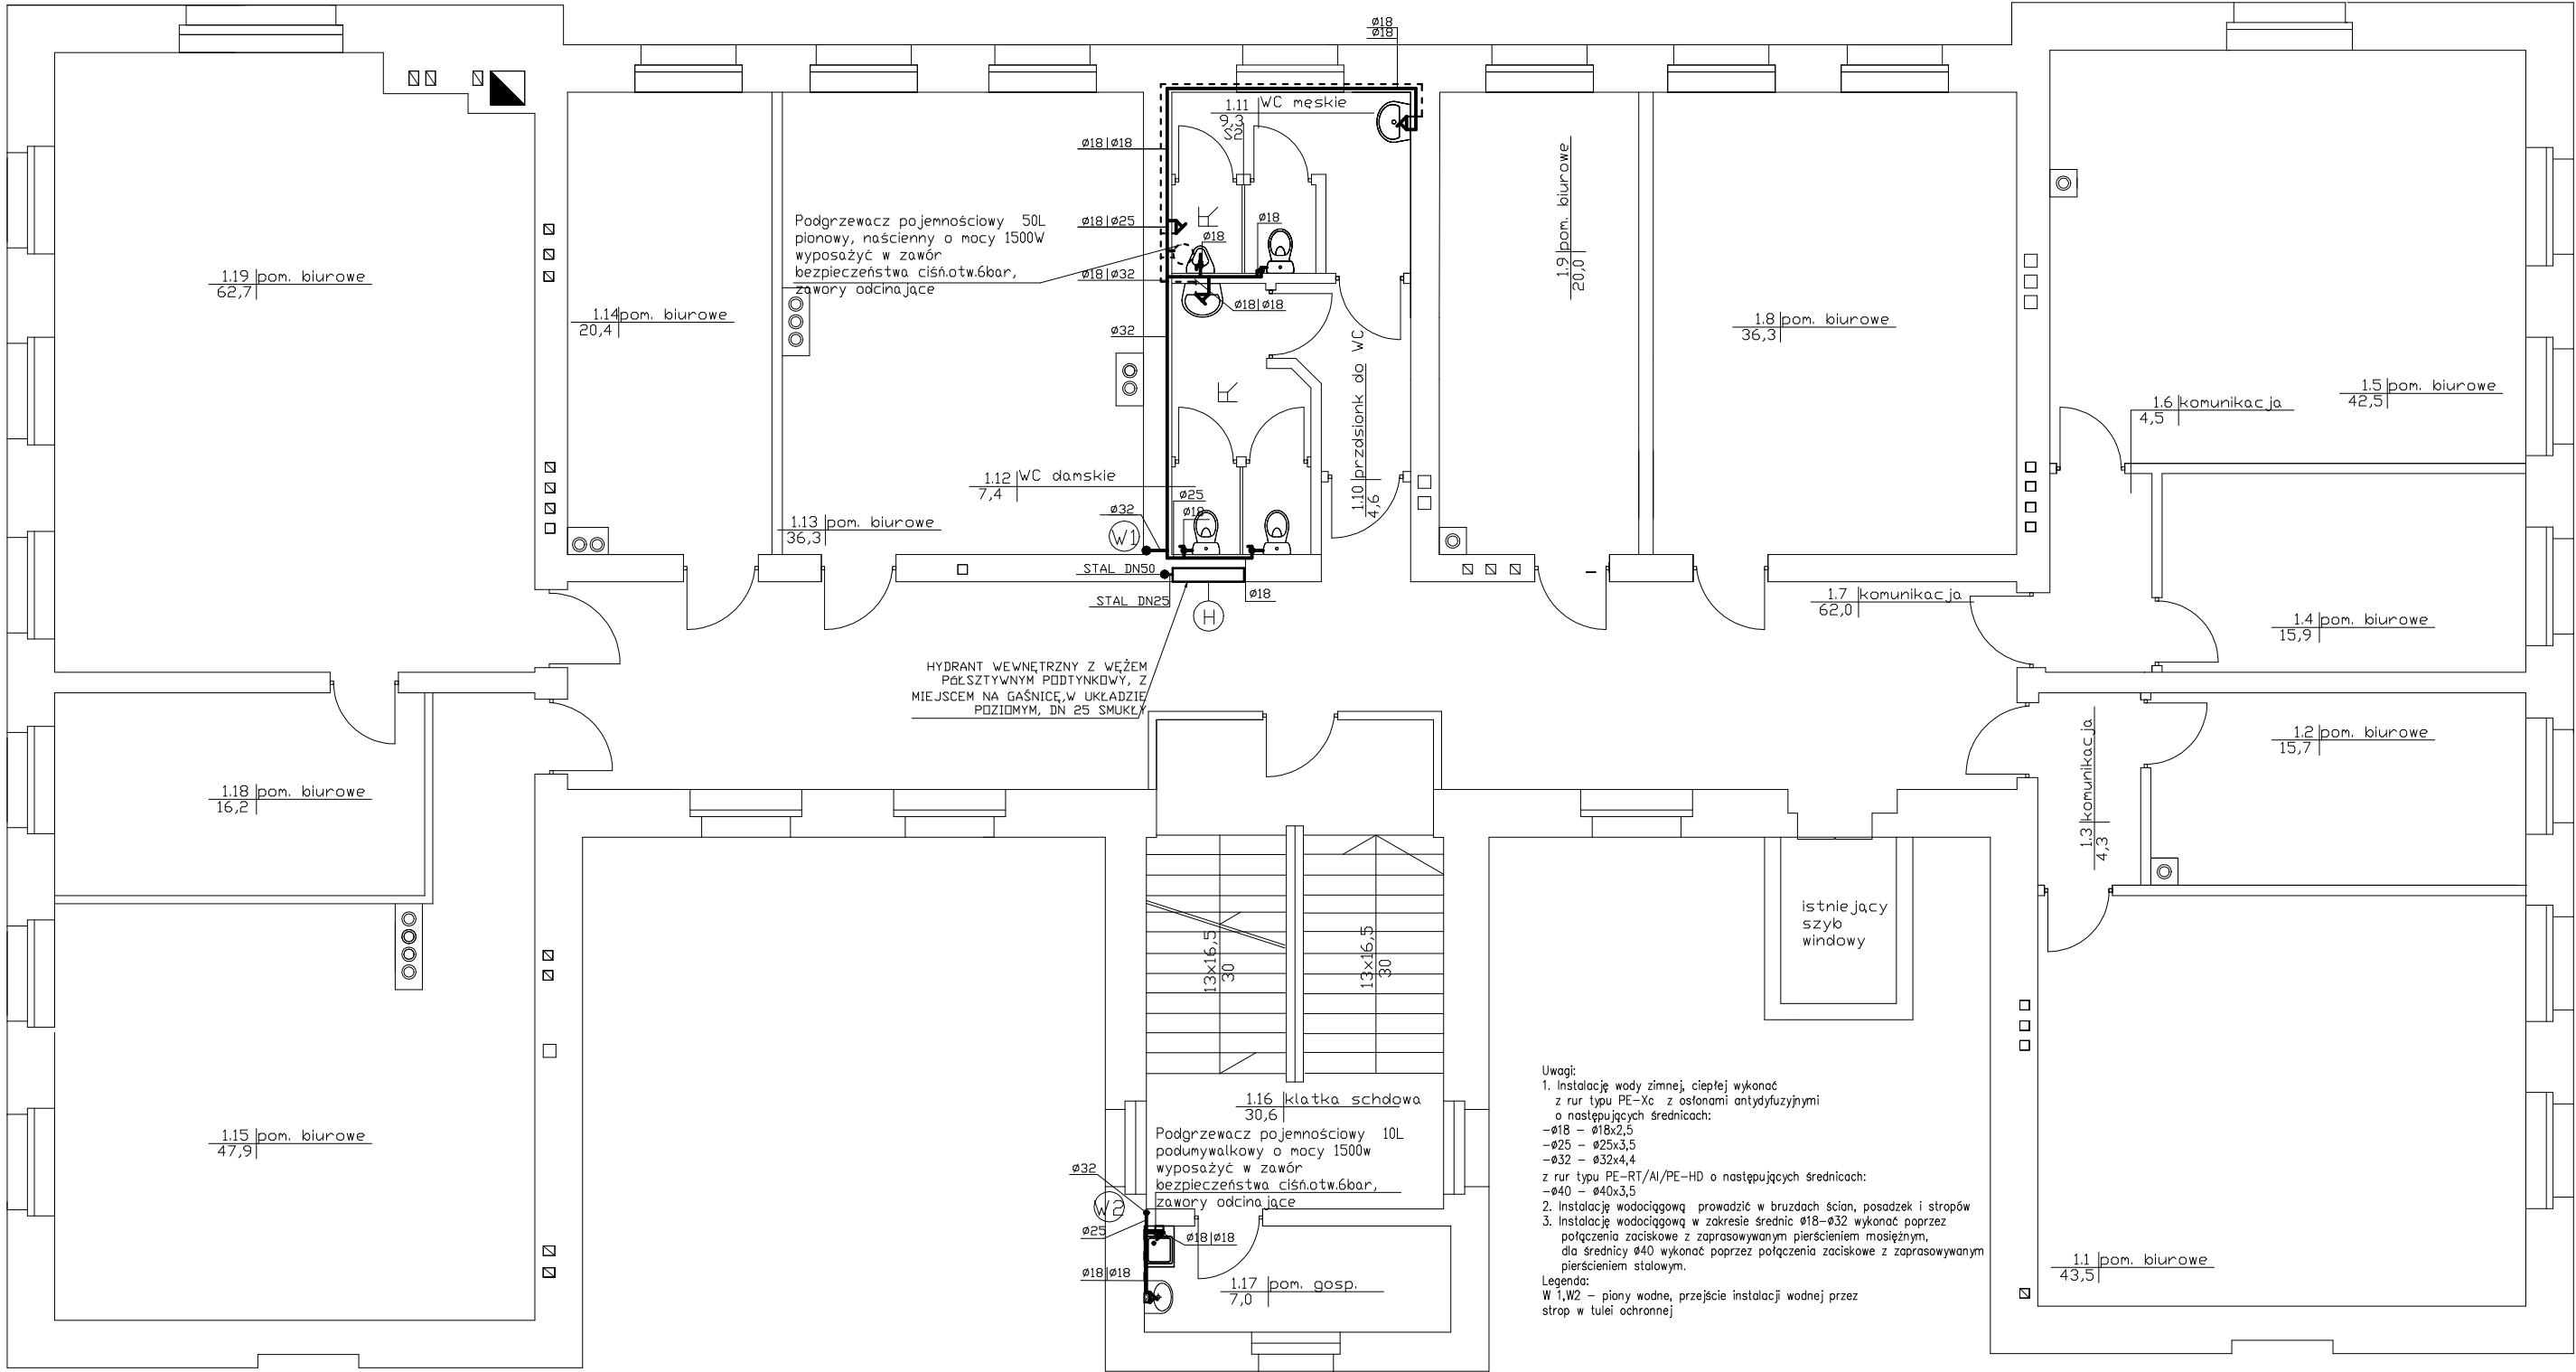 ø18
ø18
1.11 WC męskie
9,3
S2
ø18|ø18
1.9 pom. biurowe
20,0
Podgrzewacz pojemnościowy 50L
pionowy, naścienny o mocy 1500W
wyposażyć w zawór
bezpieczeństwa ciśn.otw.6bar,
zawory odcinające
ø18|ø25
ø18
ø18
ø18|ø32
ø18|ø18
1.19 pom. biurowe
62,7
1.14 pom. biurowe
20,4
ø32
1.8 pom. biurowe
36,3
1.10 przdsionk do WC
4,6
1.6 komunikacja
4,5
1.5 pom. biurowe
42,5
1.12 WC damskie
7,4
ø25
ø18
ø32
W1
1.13 pom. biurowe
36,3
STAL DN50
STAL DN25
ø18
H
1.7 komunikacja
62,0
1.4 pom. biurowe
15,9
HYDRANT WEWNĘTRZNY Z WĘŻEM
PÓŁSZTYWNYM PODTYNKOWY, Z
MIEJSCEM NA GAŚNICĘ,W UKŁADZIE
POZIOMYM, DN 25 SMUKŁY
1.2 pom. biurowe
15,7
1.3 komunikacja
4,3
1.18 pom. biurowe
16,2
istniejący
szyb
windowy
13x16,5
30
13x16,5
30
1.16 klatka schdowa
30,6
Podgrzewacz pojemnościowy 10L
podumywalkowy o mocy 1500w
wyposażyć w zawór
bezpieczeństwa ciśn.otw.6bar,
zawory odcinające
1.15 pom. biurowe
47,9
ø32
W2
ø25
ø18|ø18
ø18|ø18
1.17 pom. gosp.
7,0
1.1 pom. biurowe
43,5
Uwagi:
1. Instalację wody zimnej, ciepłej wykonać
z rur typu PE-Xc z osłonami antydyfuzyjnymi
o następujących średnicach:
-ø18 - ø18x2,5
-ø25 - ø25x3,5
-ø32 - ø32x4,4
z rur typu PE-RT/Al/PE-HD o następujących średnicach:
-ø40 - ø40x3,5
2. Instalację wodociągową prowadzić w bruzdach ścian, posadzek i stropów
3. Instalację wodociągową w zakresie średnic ø18-ø32 wykonać poprzez
połączenia zaciskowe z zaprasowywanym pierścieniem mosiężnym,
dla średnicy ø40 wykonać poprzez połączenia zaciskowe z zaprasowywanym
pierścieniem stalowym.
Legenda:
W 1,W2 - piony wodne, przejście instalacji wodnej przez
strop w tulei ochronnej